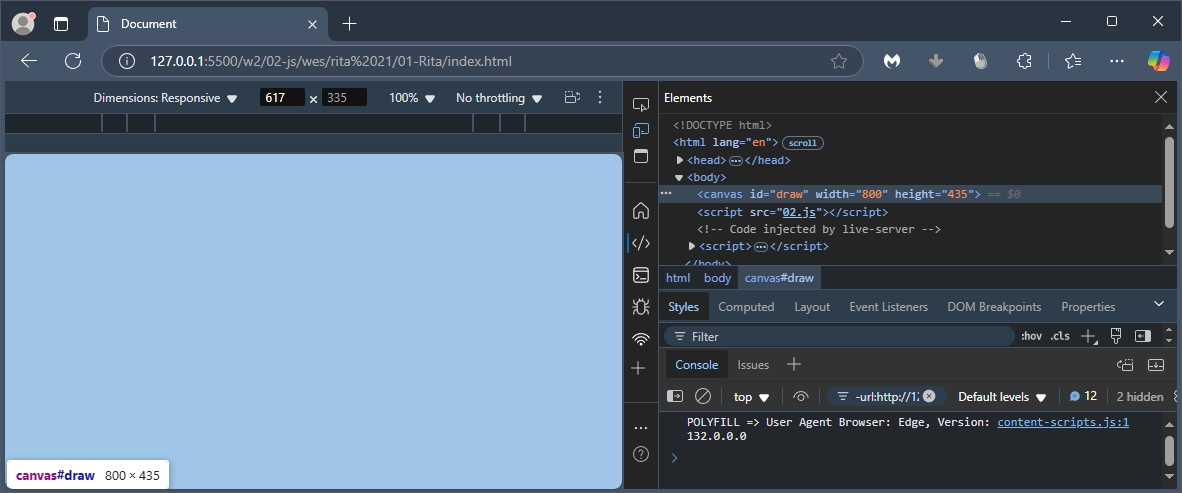 Document
127.0.0.1:5500/w2/02-js/wes/rita%2021/01-Rita/index.html
Dimensions: Responsive 617 × 335 100% No throttling
Elements
<!DOCTYPE html>
<html lang="en"> scroll
<head> ••• </head>
<body>
••• <canvas id="draw" width="800" height="435"> == $0
<script src="02.js"></script>
<!-- Code injected by live-server -->
<script> ••• </script>
</body>
html body canvas#draw
Styles Computed Layout Event Listeners DOM Breakpoints Properties
Filter :hov .cls
Console Issues
top -url:http://12 Default levels 12 2 hidden
POLYFILL => User Agent Browser: Edge, Version: content-scripts.js:1
132.0.0.0
canvas#draw 800 × 435